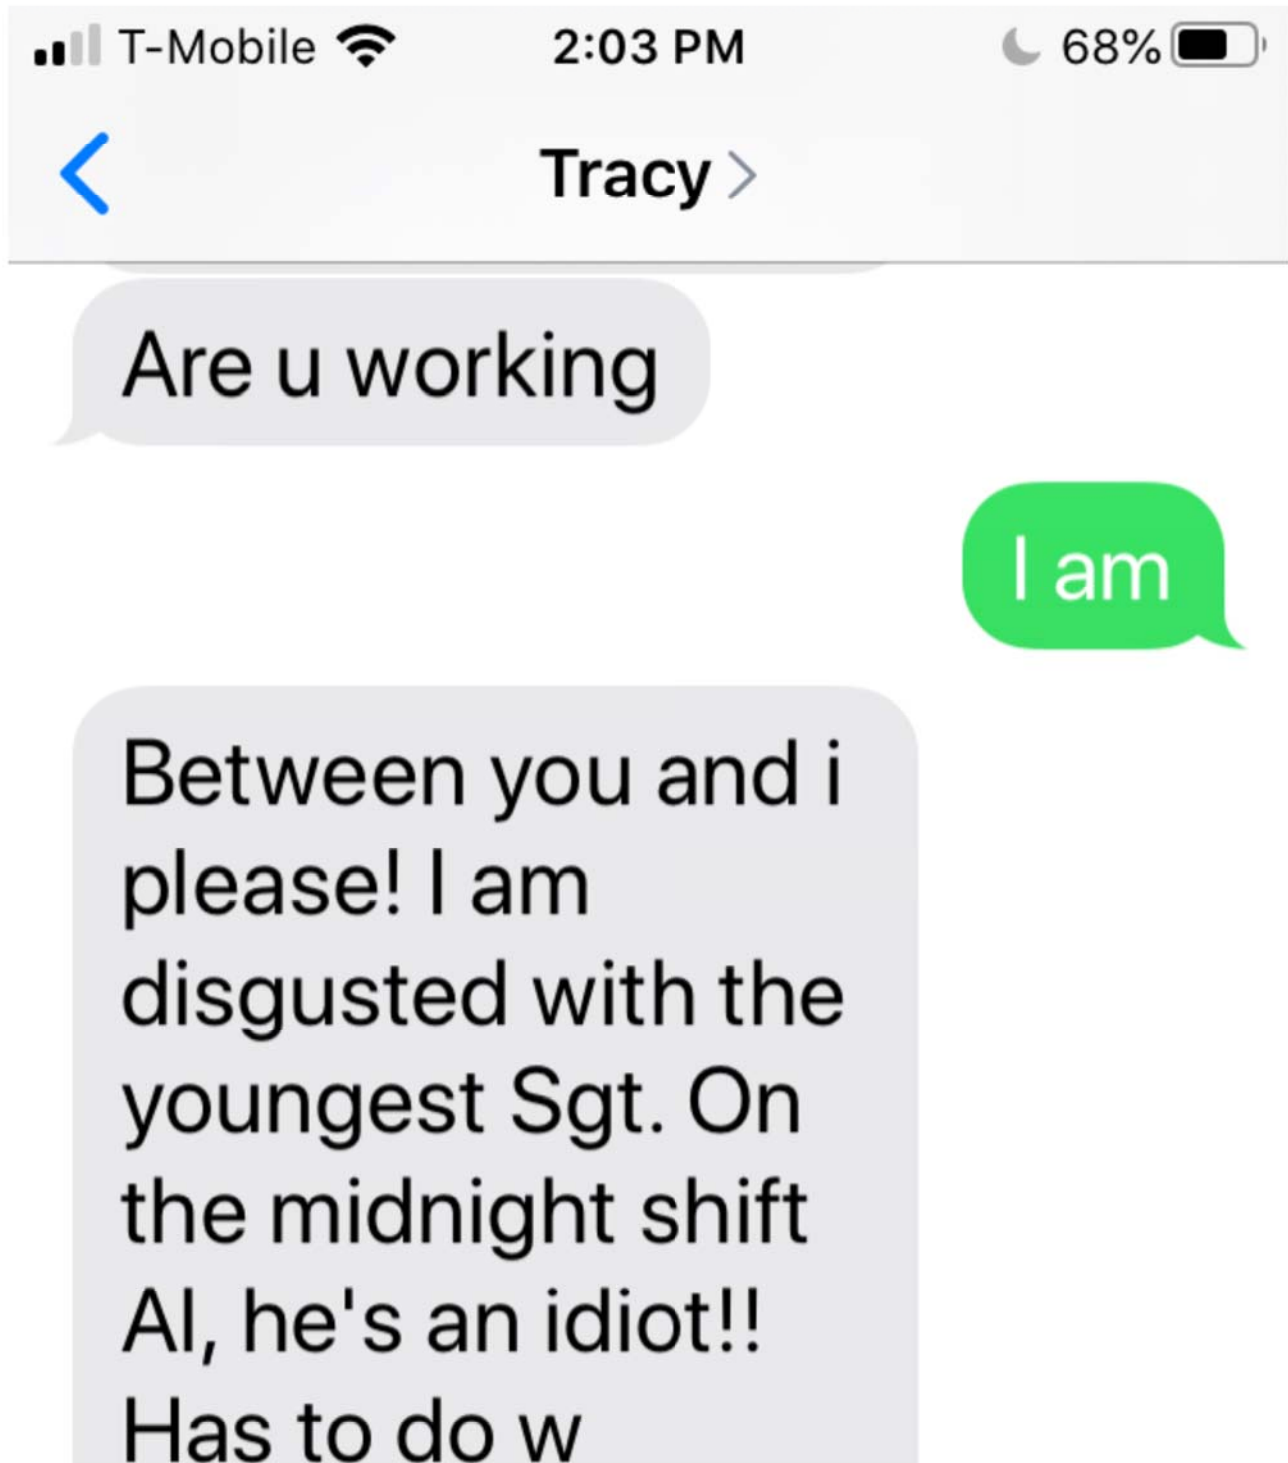 T-Mobile 2:03 PM 68%
Tracy
Are u working
I am
Between you and i
please! I am
disgusted with the
youngest Sgt. On
the midnight shift
Al, he's an idiot!!
Has to do w